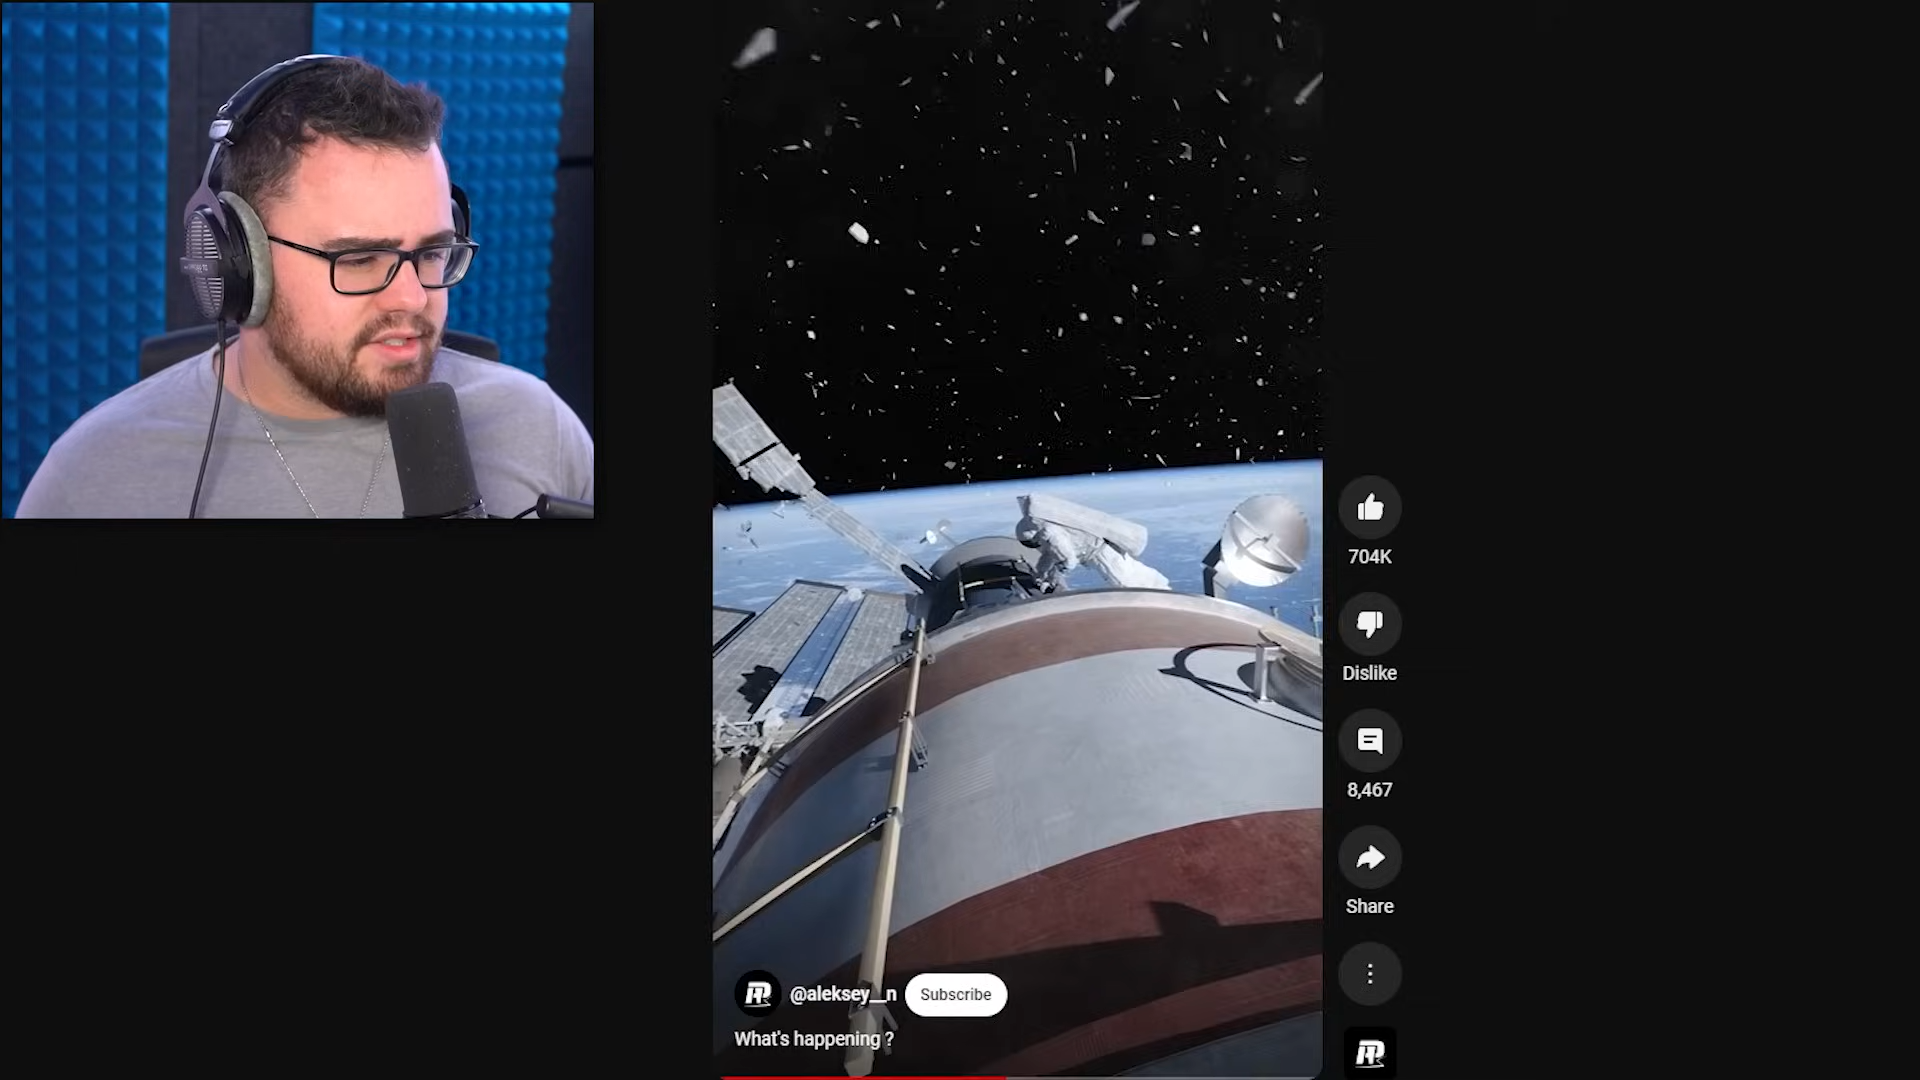 704K
Dislike
8,467
Share
@aleksey__n Subscribe
What's happening ?